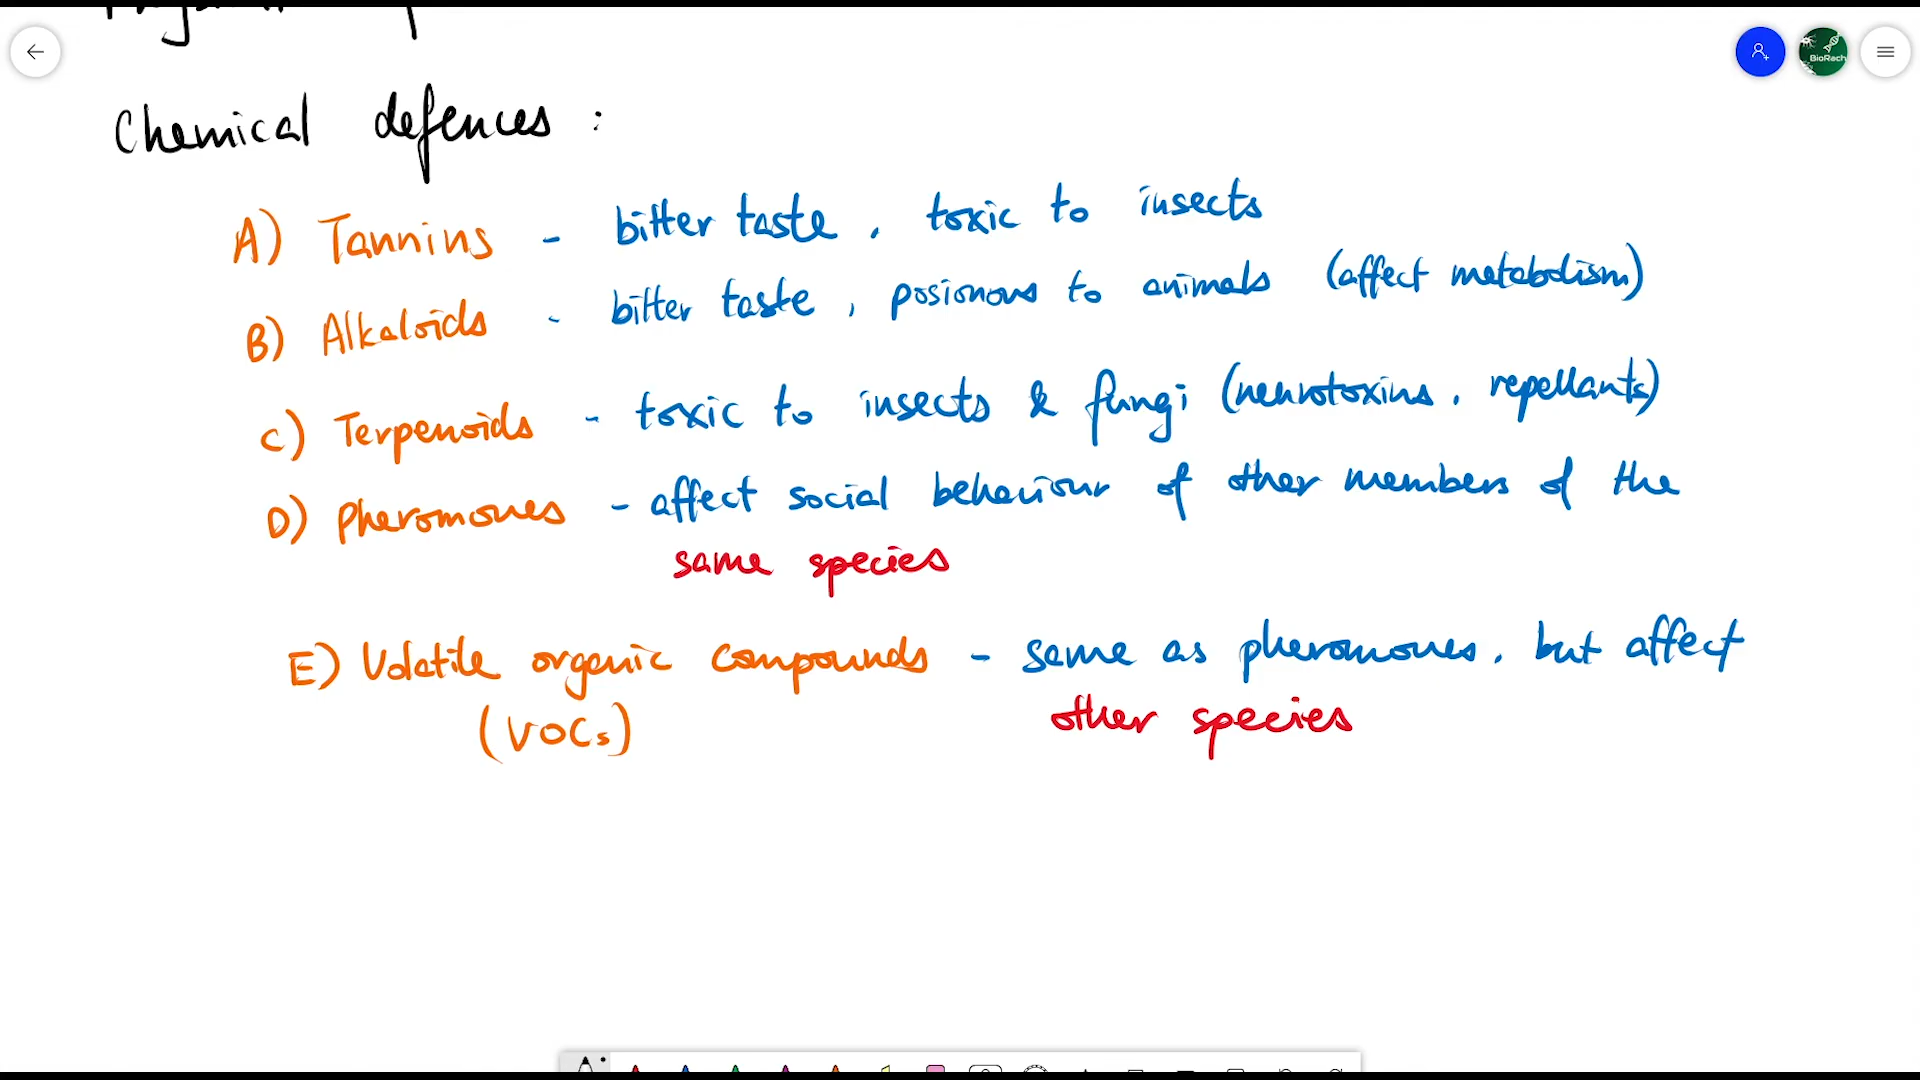 Chemical defences :
A) Tannins - bitter taste, toxic to insects
B) Alkaloids - bitter taste, posionous to animals (affect metabolism)
C) Terpenoids - toxic to insects & fungi (neurotoxins, repellants)
D) Pheromones - affect social behaviour of other members of the
same species
E) Volatile organic compounds - same as pheromones, but affect
(VOCs) other species
BioRach